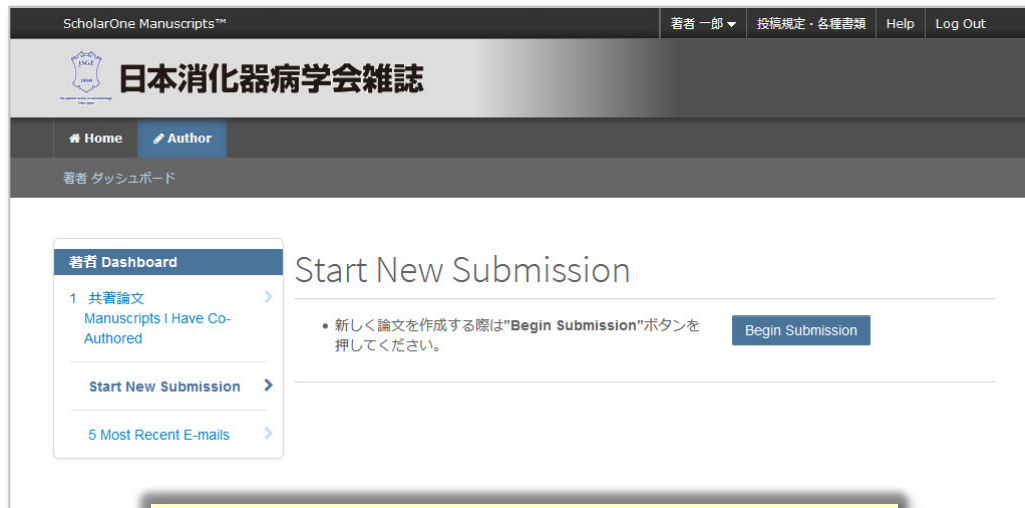 ScholarOne Manuscripts™
著者 一郎 ▼ 投稿規定・各種書類 Help Log Out
JSGE
1898
日本消化器病学会雑誌
Home Author
著者 ダッシュボード
著者 Dashboard
1 共著論文
Manuscripts I Have Co-
Authored
Start New Submission
5 Most Recent E-mails
Start New Submission
• 新しく論文を作成する際は"Begin Submission"ボタンを
押してください。
Begin Submission